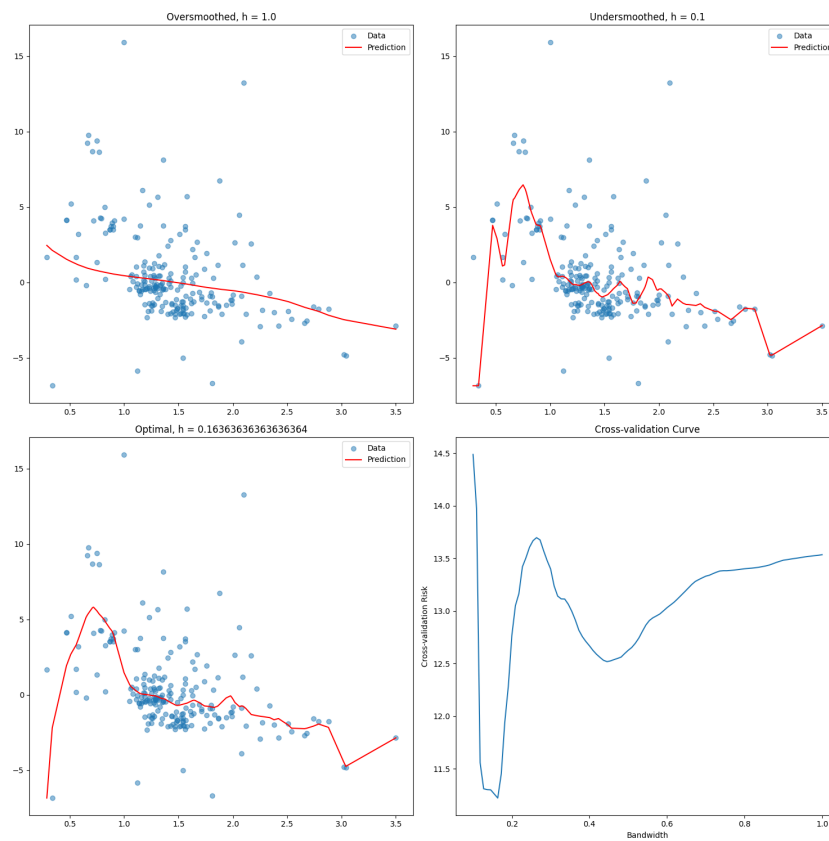 Oversmoothed, h = 1.0
Data
Prediction
15
10
5
0
−5
0.5 1.0 1.5 2.0 2.5 3.0 3.5
Undersmoothed, h = 0.1
Data
Prediction
15
10
5
0
−5
0.5 1.0 1.5 2.0 2.5 3.0 3.5
Optimal, h = 0.16363636363636364
Data
Prediction
15
10
5
0
−5
0.5 1.0 1.5 2.0 2.5 3.0 3.5
Cross-validation Curve
Cross-validation Risk
14.5
14.0
13.5
13.0
12.5
12.0
11.5
0.2 0.4 0.6 0.8 1.0
Bandwidth